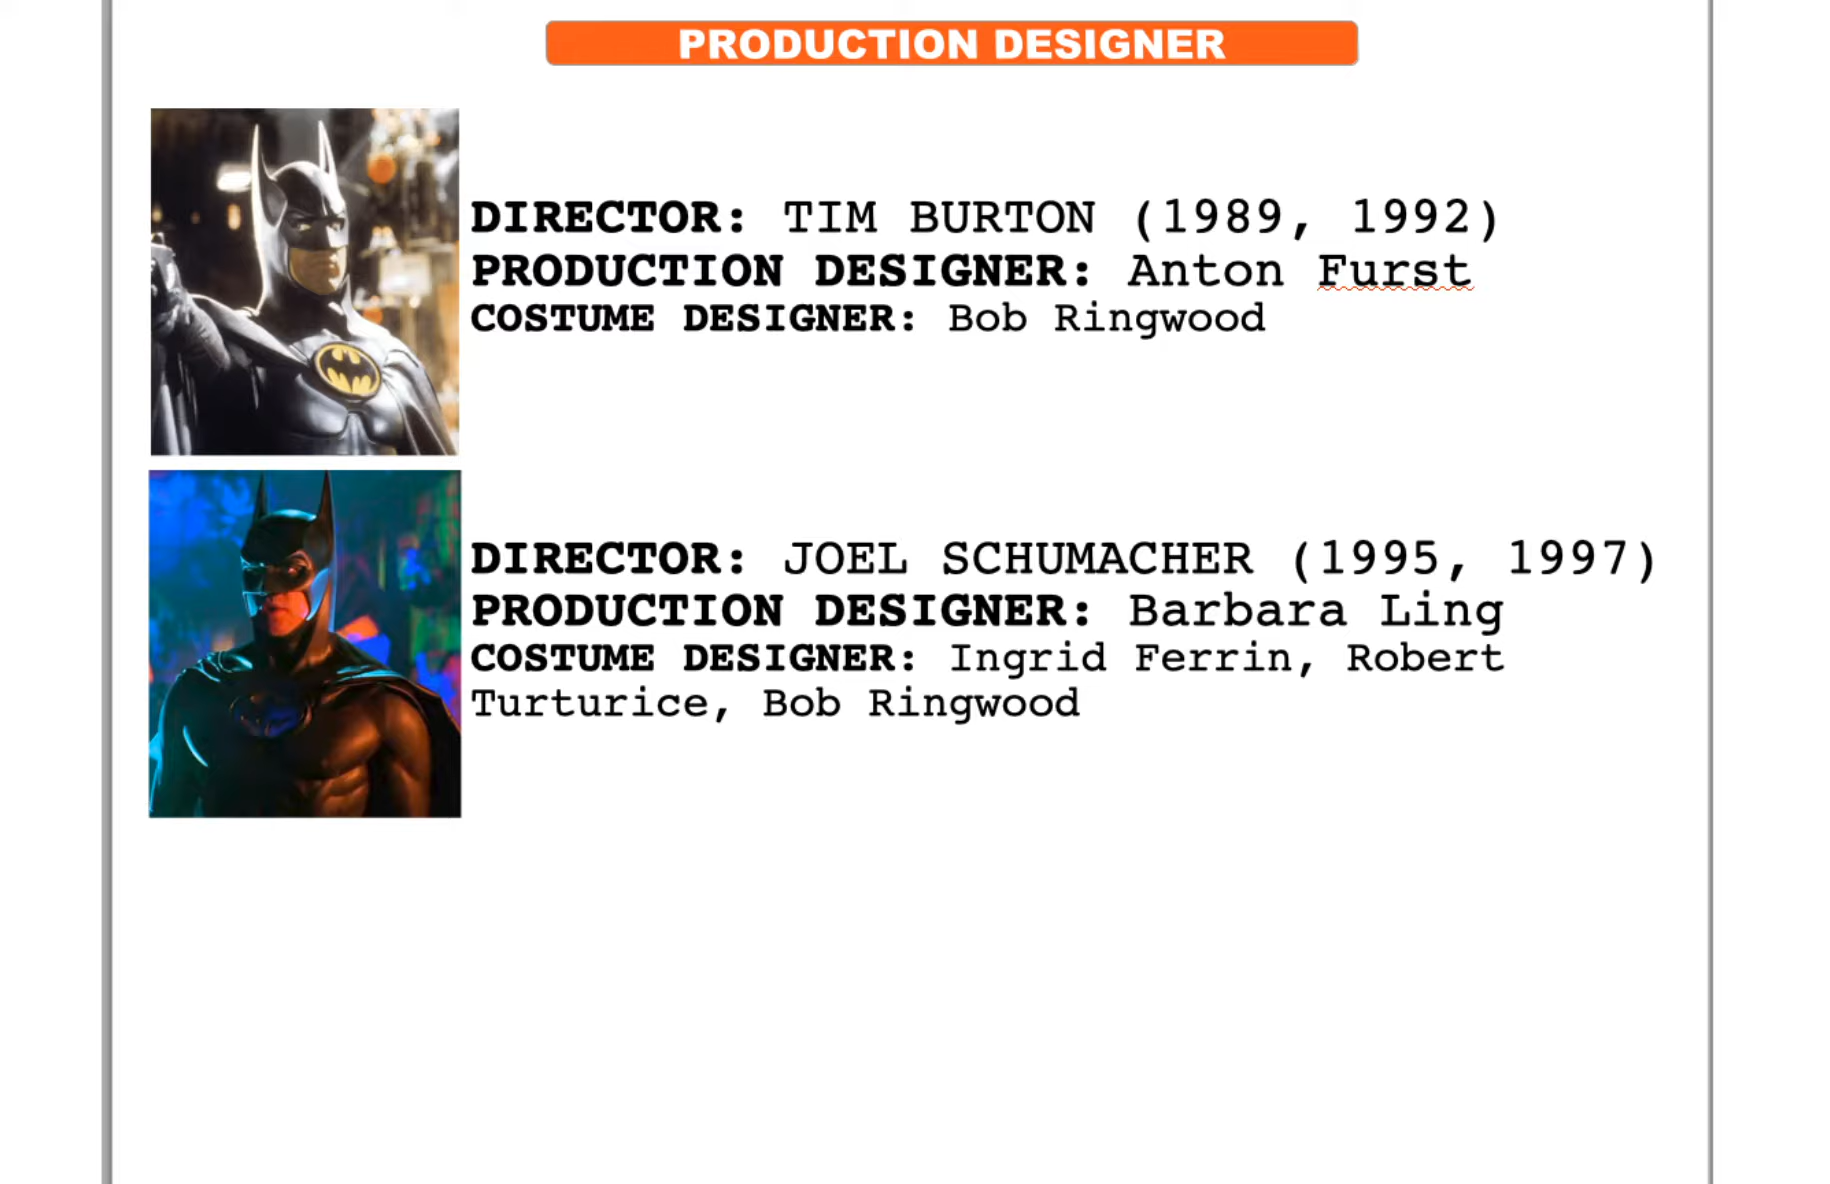 PRODUCTION DESIGNER
DIRECTOR: TIM BURTON (1989, 1992)
PRODUCTION DESIGNER: Anton Furst
COSTUME DESIGNER: Bob Ringwood
DIRECTOR: JOEL SCHUMACHER (1995, 1997)
PRODUCTION DESIGNER: Barbara Ling
COSTUME DESIGNER: Ingrid Ferrin, Robert
Turturice, Bob Ringwood